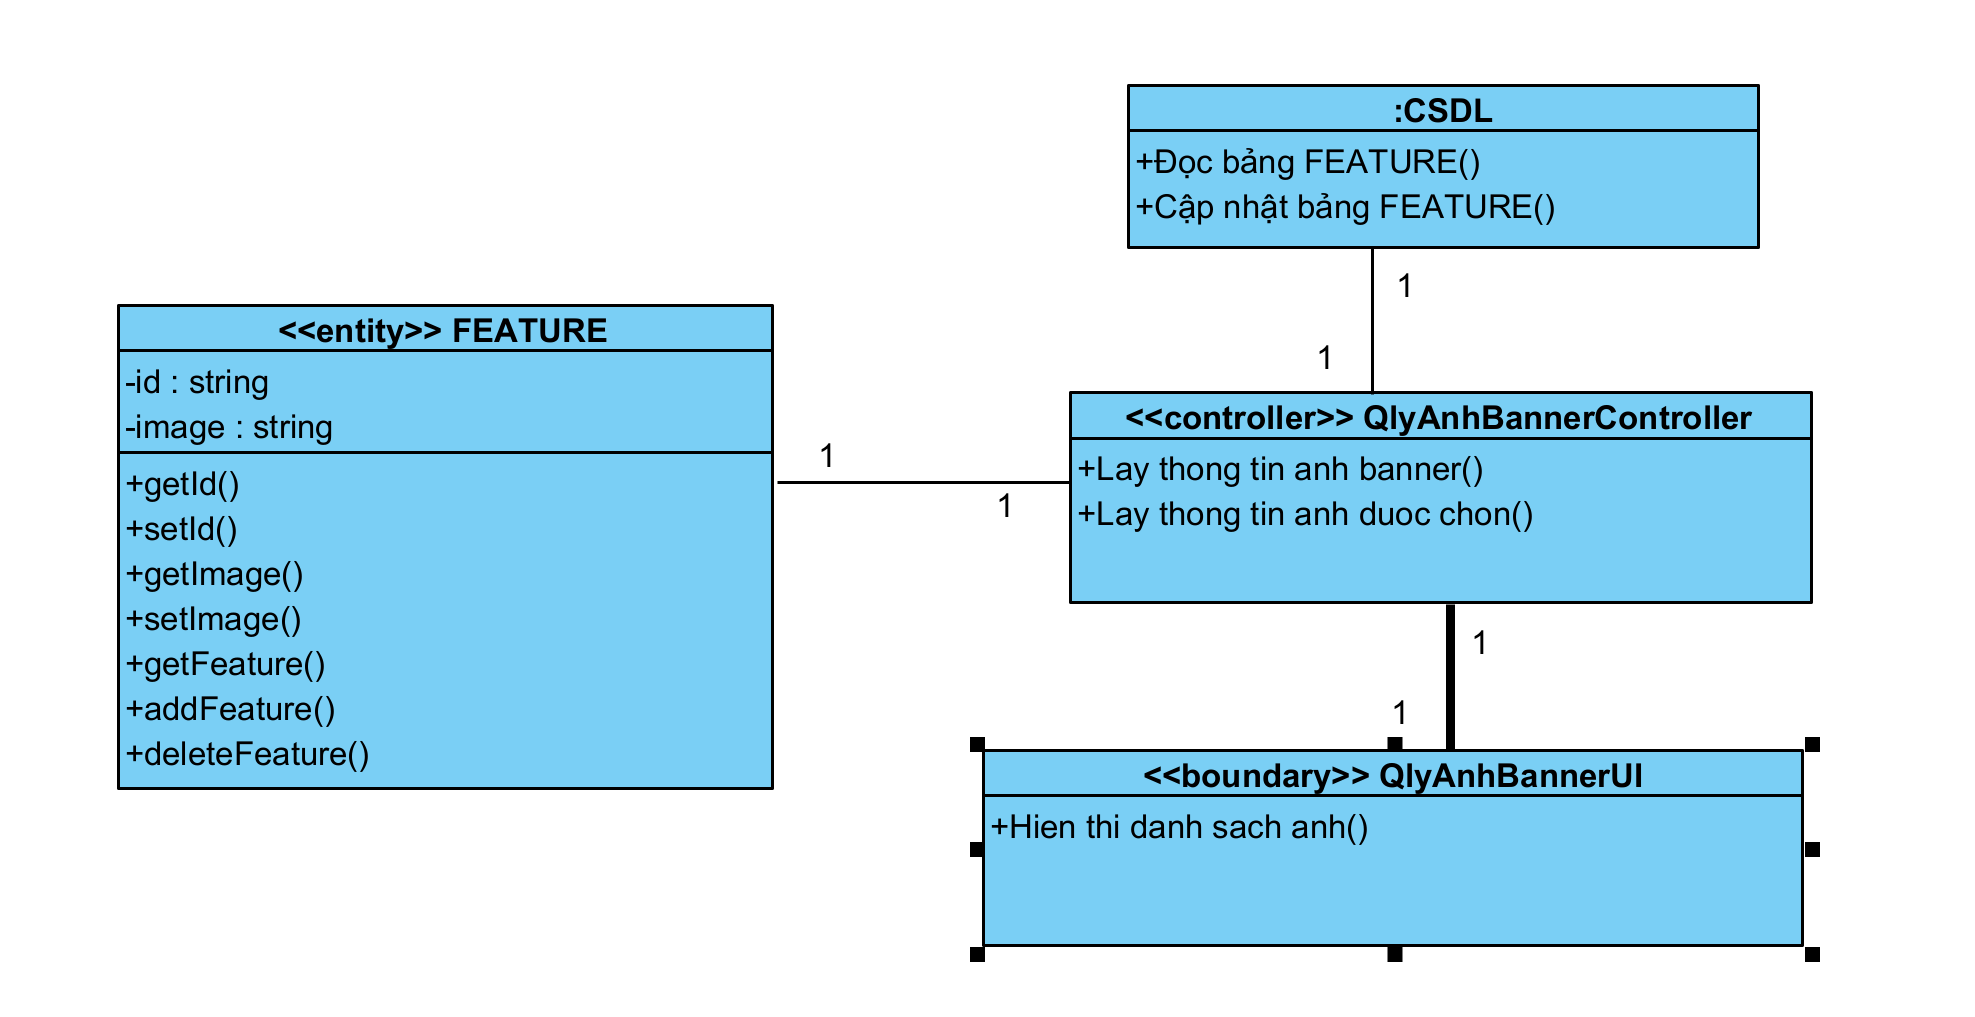 :CSDL
+Đọc bảng FEATURE()
+Cập nhật bảng FEATURE()
1
1
<<entity>> FEATURE
-id : string
-image : string
+getId()
+setId()
+getImage()
+setImage()
+getFeature()
+addFeature()
+deleteFeature()
1
1
<<controller>> QlyAnhBannerController
+Lay thong tin anh banner()
+Lay thong tin anh duoc chon()
1
1
<<boundary>> QlyAnhBannerUI
+Hien thi danh sach anh()